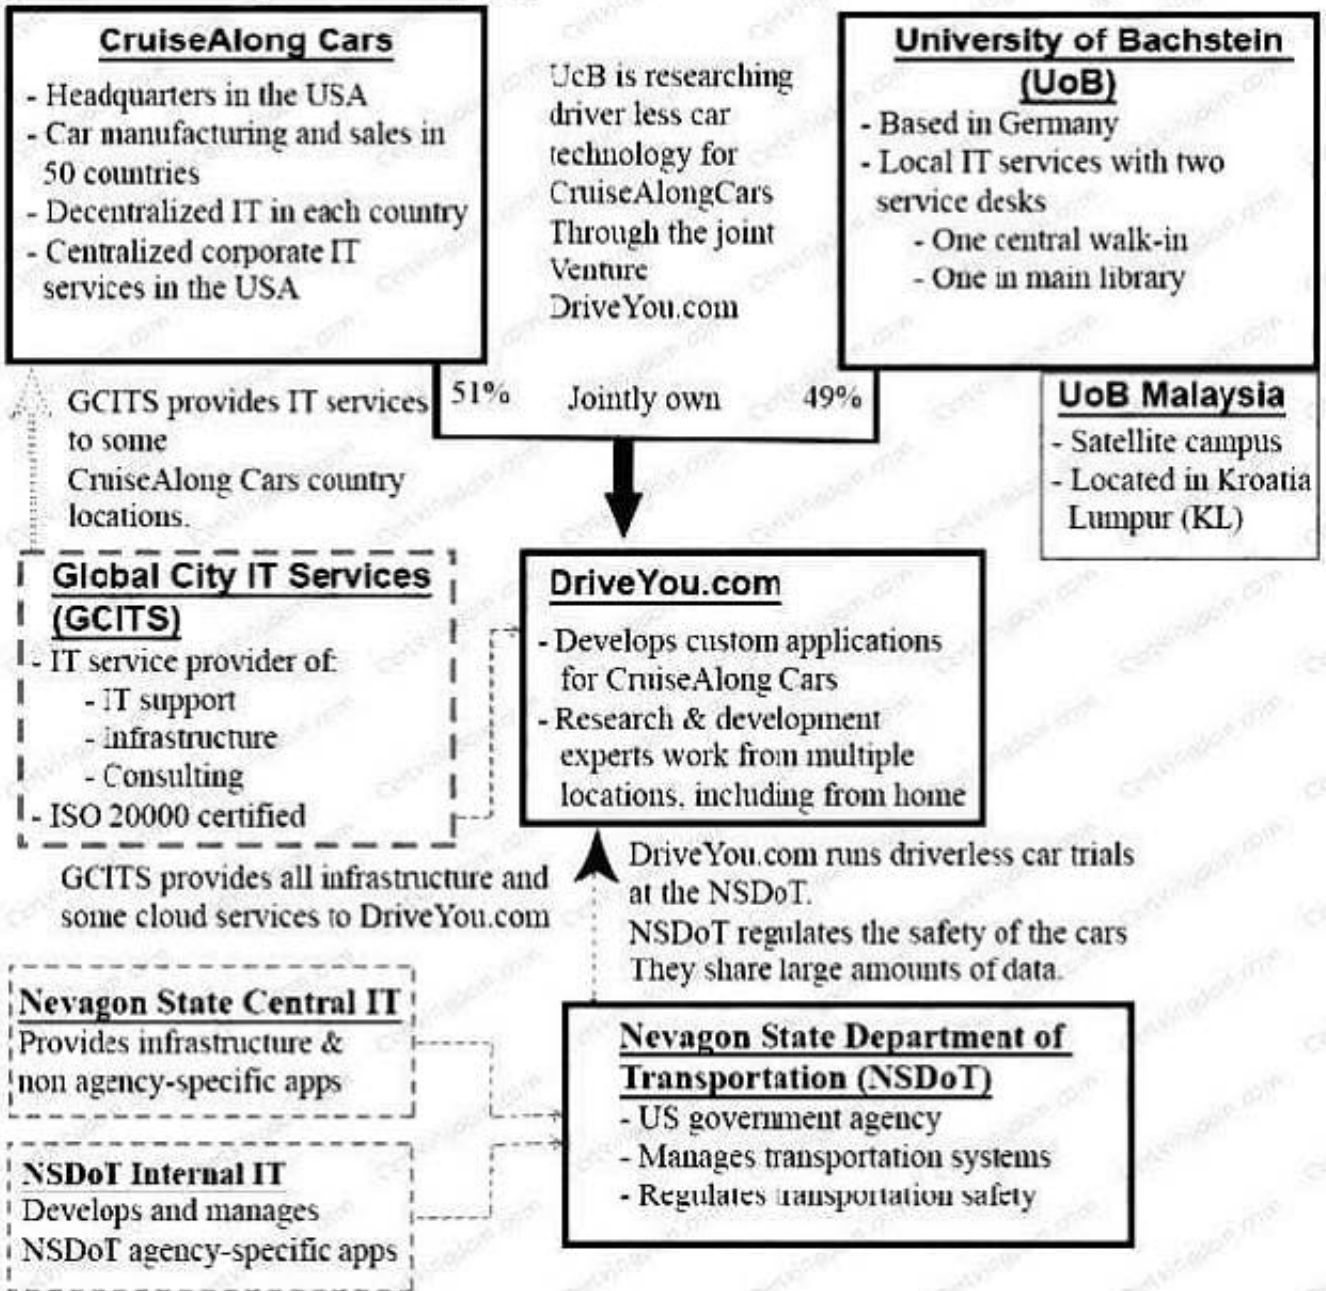 CruiseAlong Cars
- Headquarters in the USA
- Car manufacturing and sales in
50 countries
- Decentralized IT in each country
- Centralized corporate IT
services in the USA
UcB is researching
driver less car
technology for
CruiseAlongCars
Through the joint
Venture
DriveYou.com
University of Bachstein
(UoB)
- Based in Germany
- Local IT services with two
service desks
- One central walk-in
- One in main library
51% Jointly own 49%
UoB Malaysia
- Satellite campus
- Located in Kroatia
Lumpur (KL)
GCITS provides IT services
to some
CruiseAlong Cars country
locations.
Global City IT Services
(GCITS)
- IT service provider of:
- IT support
- Infrastructure
- Consulting
- ISO 20000 certified
DriveYou.com
- Develops custom applications
for CruiseAlong Cars
- Research & development
experts work from multiple
locations, including from home
GCITS provides all infrastructure and
some cloud services to DriveYou.com
DriveYou.com runs driverless car trials
at the NSDoT.
NSDoT regulates the safety of the cars
They share large amounts of data.
Nevagon State Central IT
Provides infrastructure &
non agency-specific apps
NSDoT Internal IT
Develops and manages
NSDoT agency-specific apps
Nevagon State Department of
Transportation (NSDoT)
- US government agency
- Manages transportation systems
- Regulates transportation safety